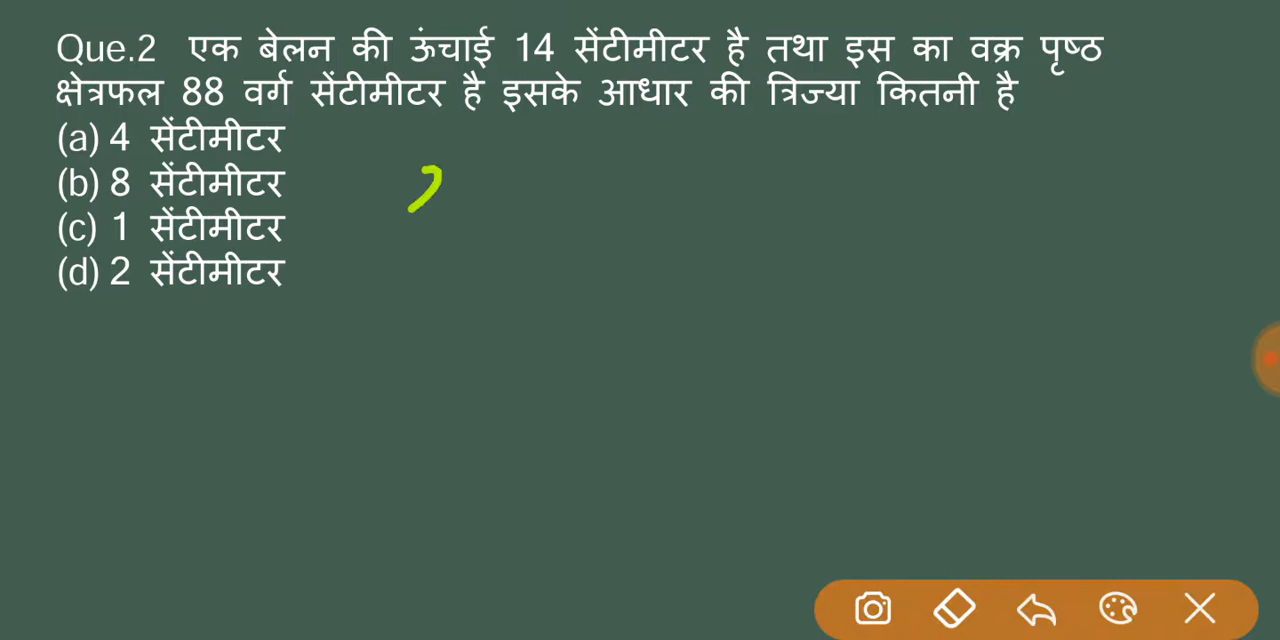 Que.2 एक बेलन की ऊंचाई 14 सेंटीमीटर है तथा इस का वक्र पृष्ठ
क्षेत्रफल 88 वर्ग सेंटीमीटर है इसके आधार की त्रिज्या कितनी है
(a) 4 सेंटीमीटर
(b) 8 सेंटीमीटर
(c) 1 सेंटीमीटर
(d) 2 सेंटीमीटर